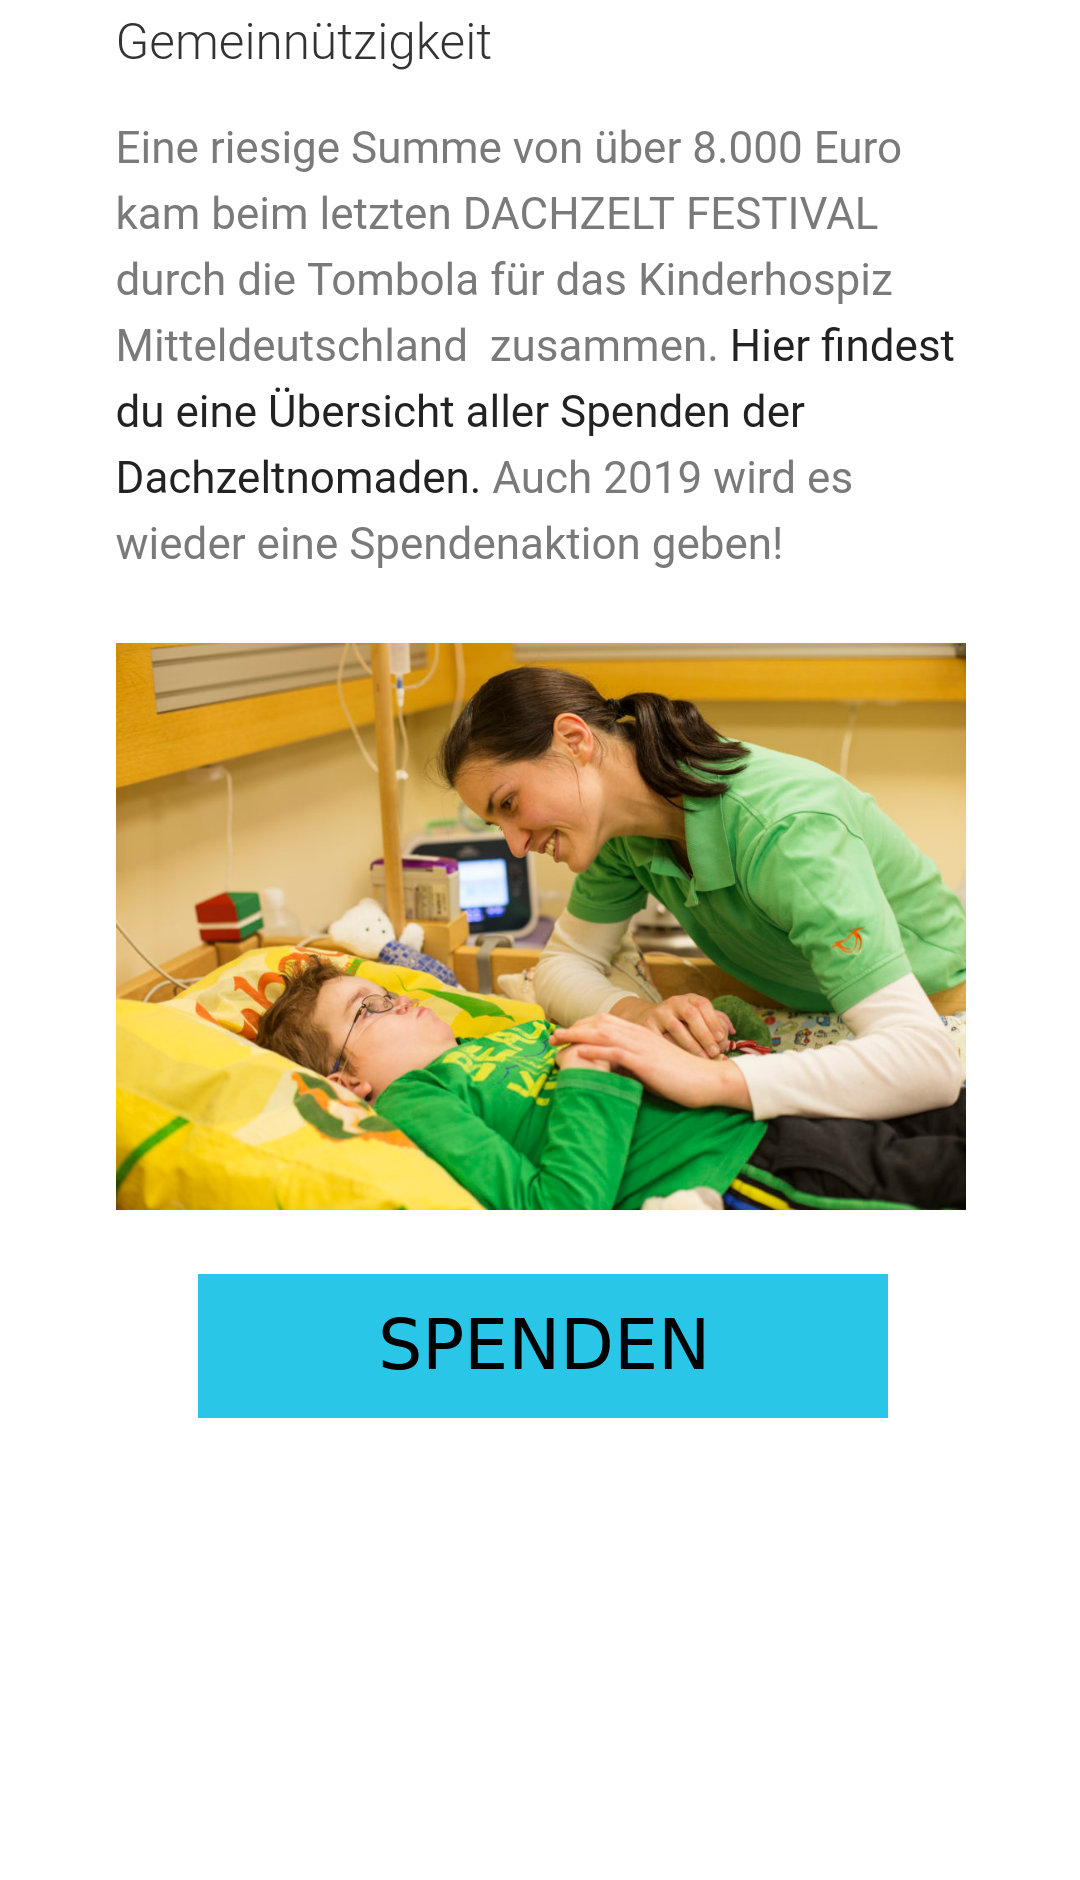 Gemeinnützigkeit
Eine riesige Summe von über 8.000 Euro
kam beim letzten DACHZELT FESTIVAL
durch die Tombola für das Kinderhospiz
Mitteldeutschland  zusammen. Hier findest
du eine Übersicht aller Spenden der
Dachzeltnomaden. Auch 2019 wird es
wieder eine Spendenaktion geben!
SPENDEN